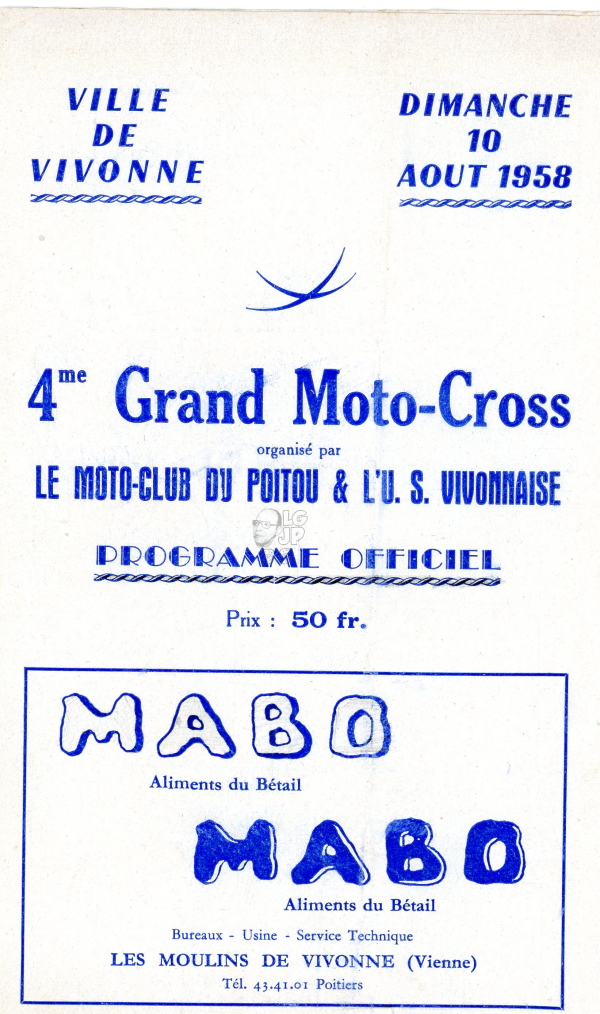 VILLE
DE
VIVONNE
DIMANCHE
10
AOUT 1958
4me Grand Moto-Cross
organisé par
LE MOTO-CLUB DU POITOU & L'U. S. VIVONNAISE
LG
JP
PROGRAMME OFFICIEL
Prix : 50 fr.
MABO
Aliments du Bétail
MABO
Aliments du Bétail
Bureaux - Usine - Service Technique
LES MOULINS DE VIVONNE (Vienne)
Tél. 43.41.01 Poitiers